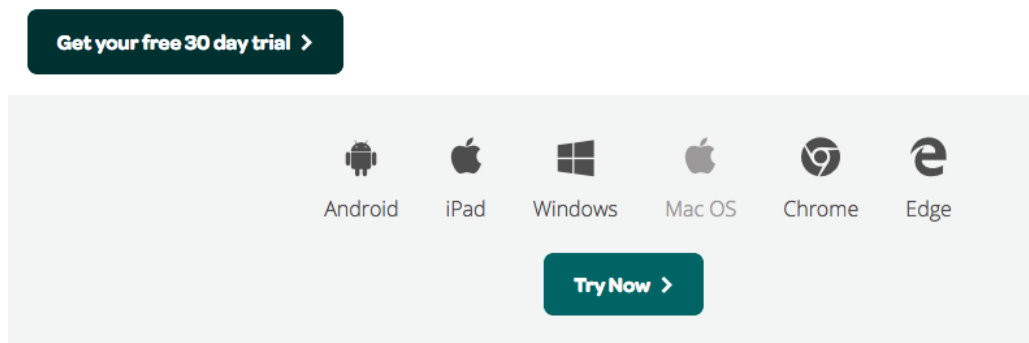 Get your free 30 day trial >
Android iPad Windows Mac OS Chrome Edge
Try Now >